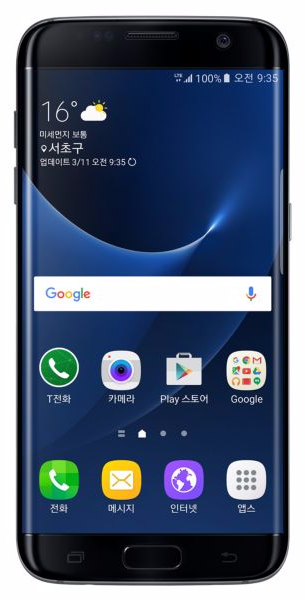 LTE 100% 오전 9:35
16°
미세먼지 보통
서초구
업데이트 3/11 오전 9:35
Google
T전화 카메라 Play 스토어 Google
전화 메시지 인터넷 앱스